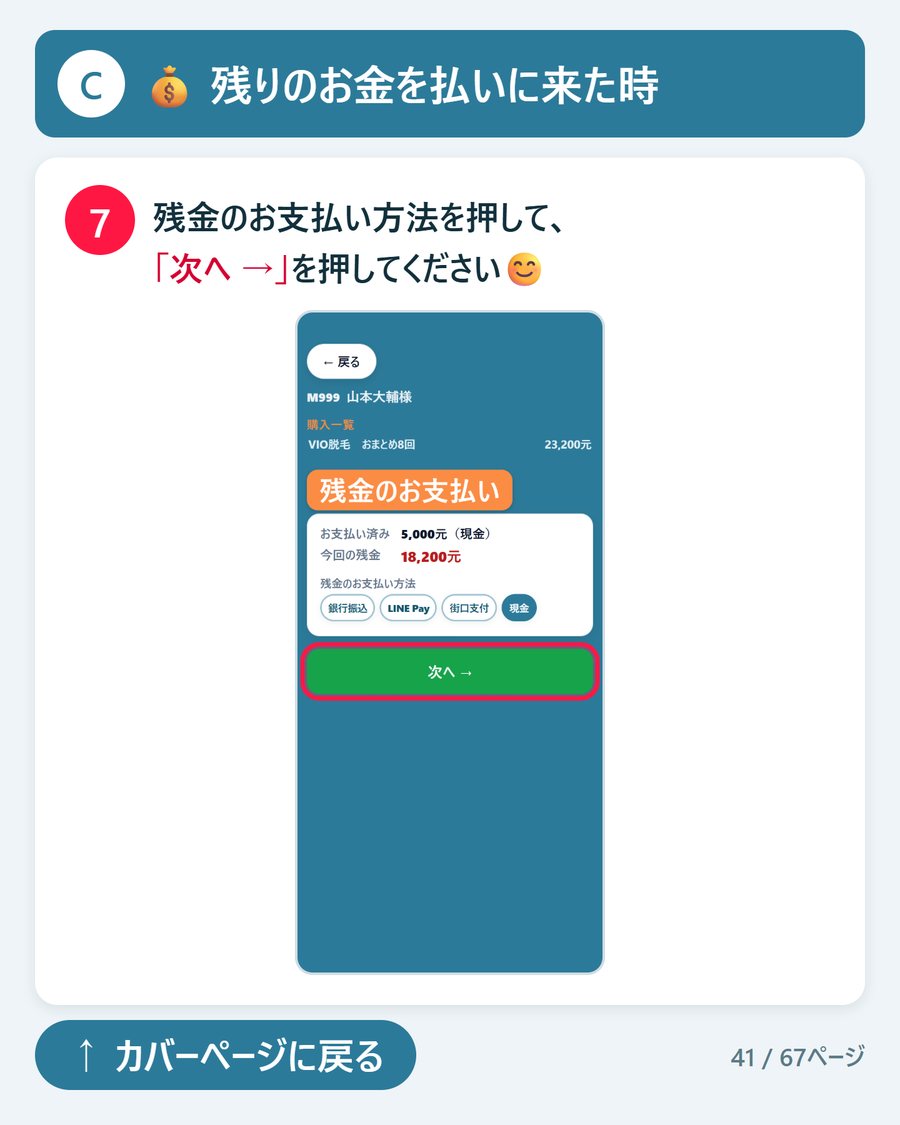 C 💰 残りのお金を払いに来た時
7 残金のお支払い方法を押して、
「次へ →」を押してください😊
← 戻る
M999 山本大輔様
購入一覧
VIO脱毛 おまとめ8回 23,200元
残金のお支払い
お支払い済み 5,000元（現金）
今回の残金 18,200元
残金のお支払い方法
銀行振込 LINE Pay 街口支付 現金
次へ →
↑ カバーページに戻る
41 / 67ページ